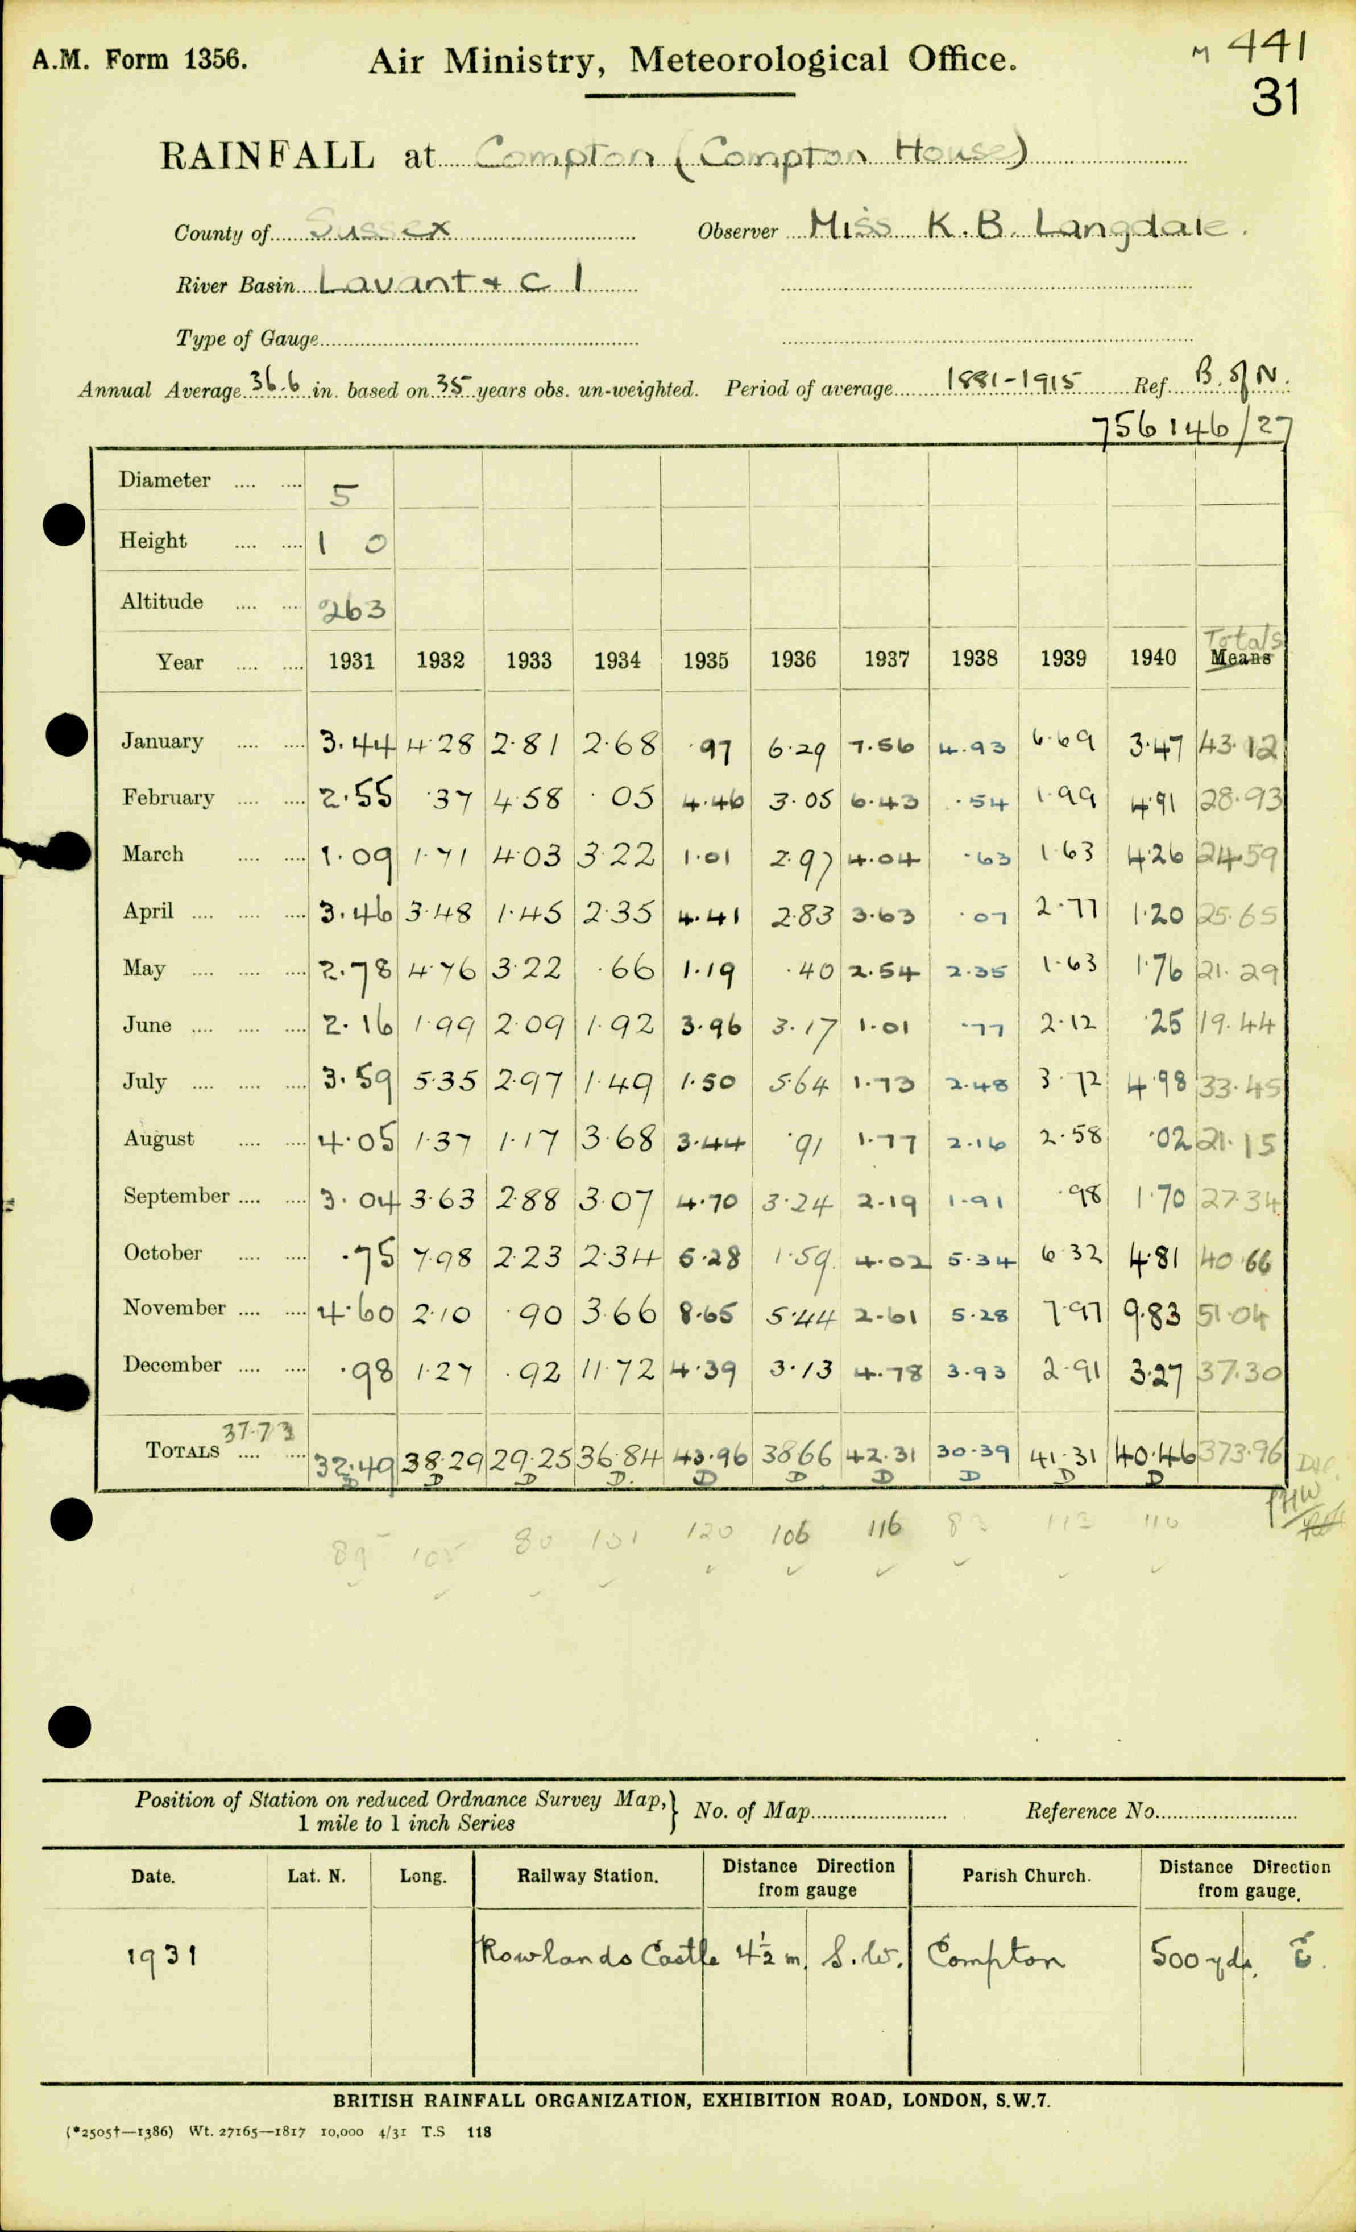 A.M. Form 1356.
Air Ministry, Meteorological Office.
M 441
31
RAINFALL at Compton (Compton House)
County of Sussex Observer Miss K.B. Langdale.
River Basin Lavant + C 1
Type of Gauge
Annual Average 36.6 in. based on 35 years obs. un-weighted. Period of average 1881-1915 Ref. B. of N.
756146/27
Diameter .... .... 5
Height .... .... 1 0
Altitude .... .... 263
Totals
Year .... .... 1931 1932 1933 1934 1935 1936 1937 1938 1939 1940 Means
January .... .... 3.44 4.28 2.81 2.68 .97 6.29 7.56 4.93 6.69 3.47 43.12
February .... .... 2.55 .37 4.58 .05 4.46 3.05 6.43 .54 1.99 4.91 28.93
March .... .... 1.09 1.71 4.03 3.22 1.01 2.97 4.04 .63 1.63 4.26 24.59
April .... .... .... 3.46 3.48 1.45 2.35 4.41 2.83 3.63 .07 2.77 1.20 25.65
May .... .... .... 2.78 4.76 3.22 .66 1.19 .40 2.54 2.35 1.63 1.76 21.29
June .... .... .... 2.16 1.99 2.09 1.92 3.96 3.17 1.01 .77 2.12 .25 19.44
July .... .... .... 3.59 5.35 2.97 1.49 1.50 5.64 1.73 2.48 3.72 4.98 33.45
August .... .... 4.05 1.37 1.17 3.68 3.44 .91 1.77 2.16 2.58 .02 21.15
September .... .... 3.04 3.63 2.88 3.07 4.70 3.24 2.19 1.91 .98 1.70 27.34
October .... .... .75 7.98 2.23 2.34 5.28 1.59 4.02 5.34 6.32 4.81 40.66
November .... .... 4.60 2.10 .90 3.66 8.65 5.44 2.61 5.28 7.97 9.83 51.04
December .... .... .98 1.27 .92 11.72 4.39 3.13 4.78 3.93 2.91 3.27 37.30
37.73
TOTALS .... .... 32.49 38.29 29.25 36.84 43.96 38.66 42.31 30.39 41.31 40.46 373.96
D D D D. D D D D D D
PHW
89 105 80 101 120 106 116 83 113 110
Position of Station on reduced Ordnance Survey Map, } No. of Map Reference No.
1 mile to 1 inch Series
Date. Lat. N. Long. Railway Station. Distance Direction from gauge Parish Church. Distance Direction from gauge.
1931 Rowlands Castle 4½ m. S.W. Compton 500 yds. E.
BRITISH RAINFALL ORGANIZATION, EXHIBITION ROAD, LONDON, S.W.7.
(*2505†—1386) Wt. 27165—1817 10,000 4/31 T.S 118